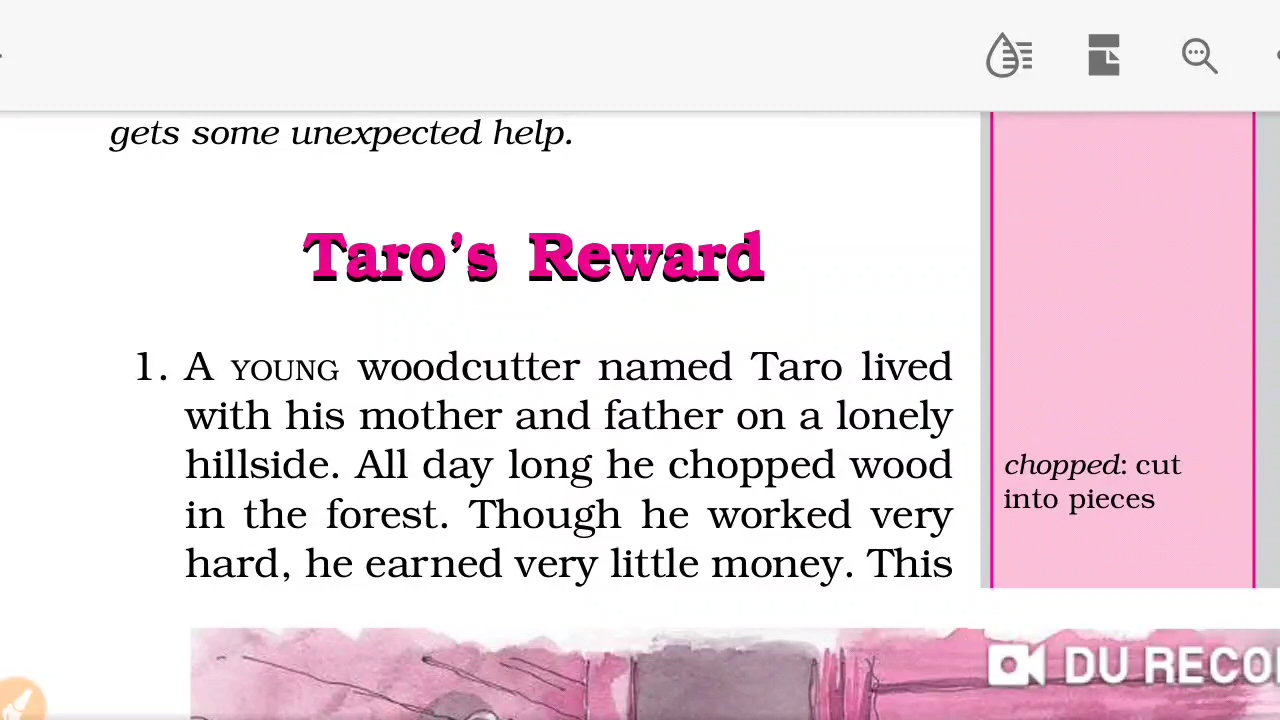 gets some unexpected help.
Taro's Reward
1. A YOUNG woodcutter named Taro lived
with his mother and father on a lonely
hillside. All day long he chopped wood
in the forest. Though he worked very
hard, he earned very little money. This
chopped: cut
into pieces
DU RECO